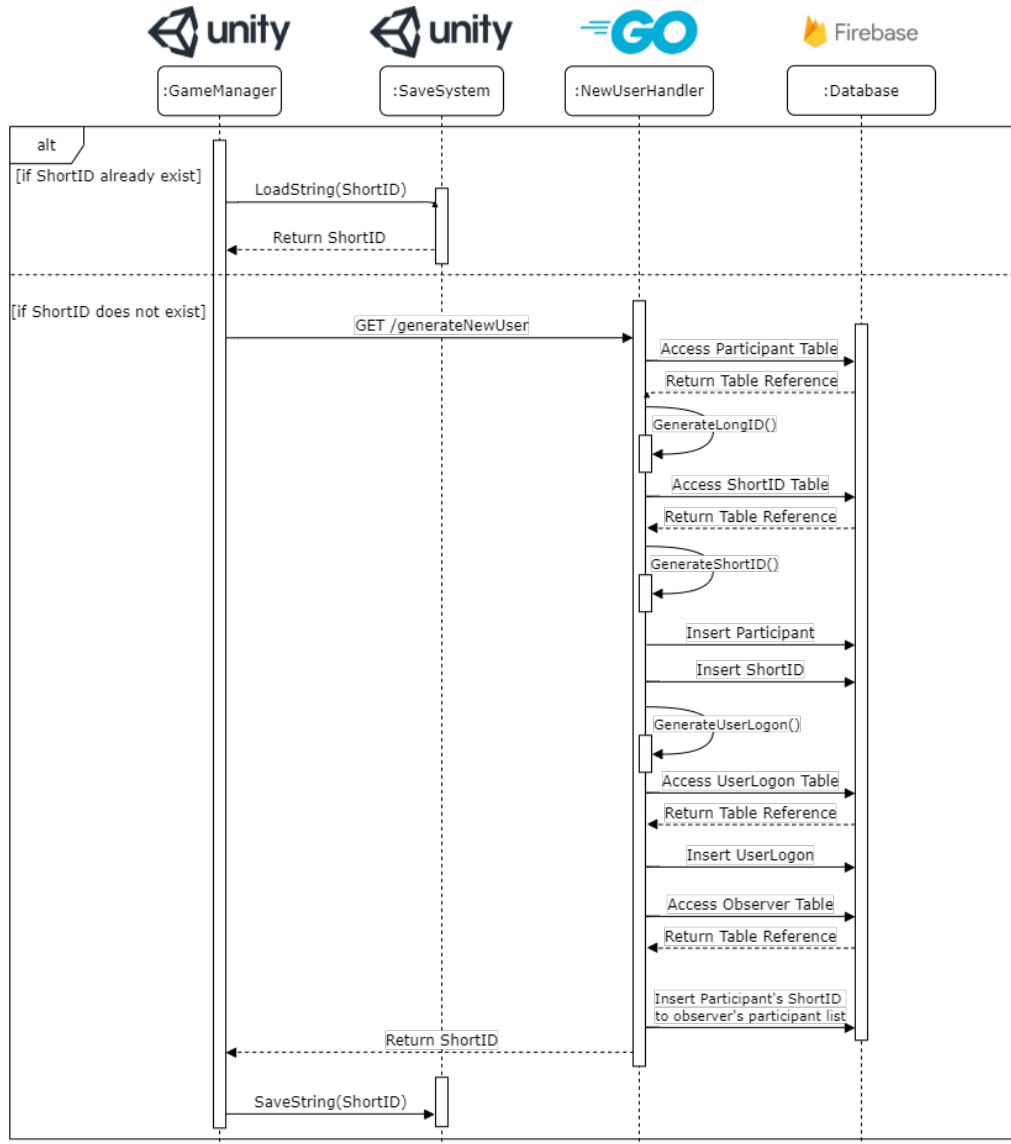 unity
unity
GO
Firebase
:GameManager
:SaveSystem
:NewUserHandler
:Database
alt
[if ShortID already exist]
LoadString(ShortID)
Return ShortID
[if ShortID does not exist]
GET /generateNewUser
Access Participant Table
Return Table Reference
GenerateLongID()
Access ShortID Table
Return Table Reference
GenerateShortID()
Insert Participant
Insert ShortID
GenerateUserLogon()
Access UserLogon Table
Return Table Reference
Insert UserLogon
Access Observer Table
Return Table Reference
Insert Participant's ShortID
to observer's participant list
Return ShortID
SaveString(ShortID)